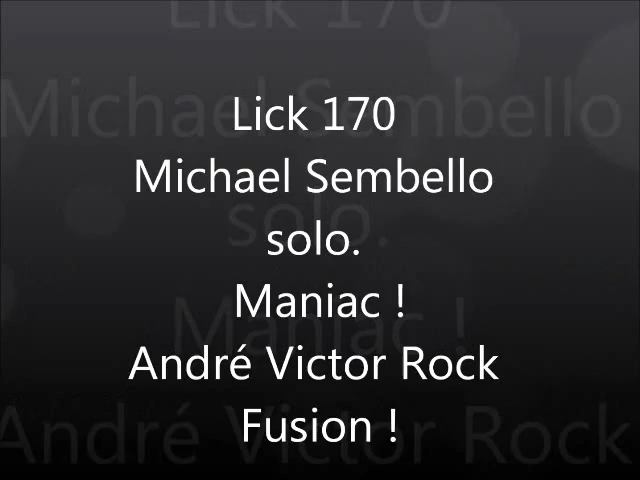 Lick 170
Michael Sembello
solo.
Maniac !
André Victor Rock
Fusion !